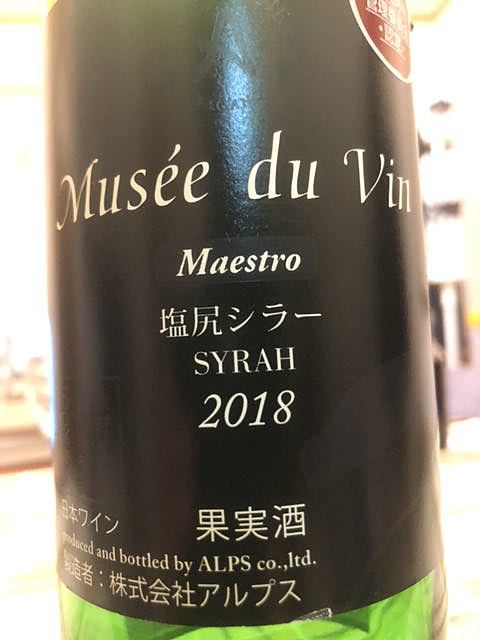 Musée du Vin
Maestro
塩尻シラー
SYRAH
2018
日本ワイン
果実酒
produced and bottled by ALPS co.,ltd.
製造者：株式会社アルプス